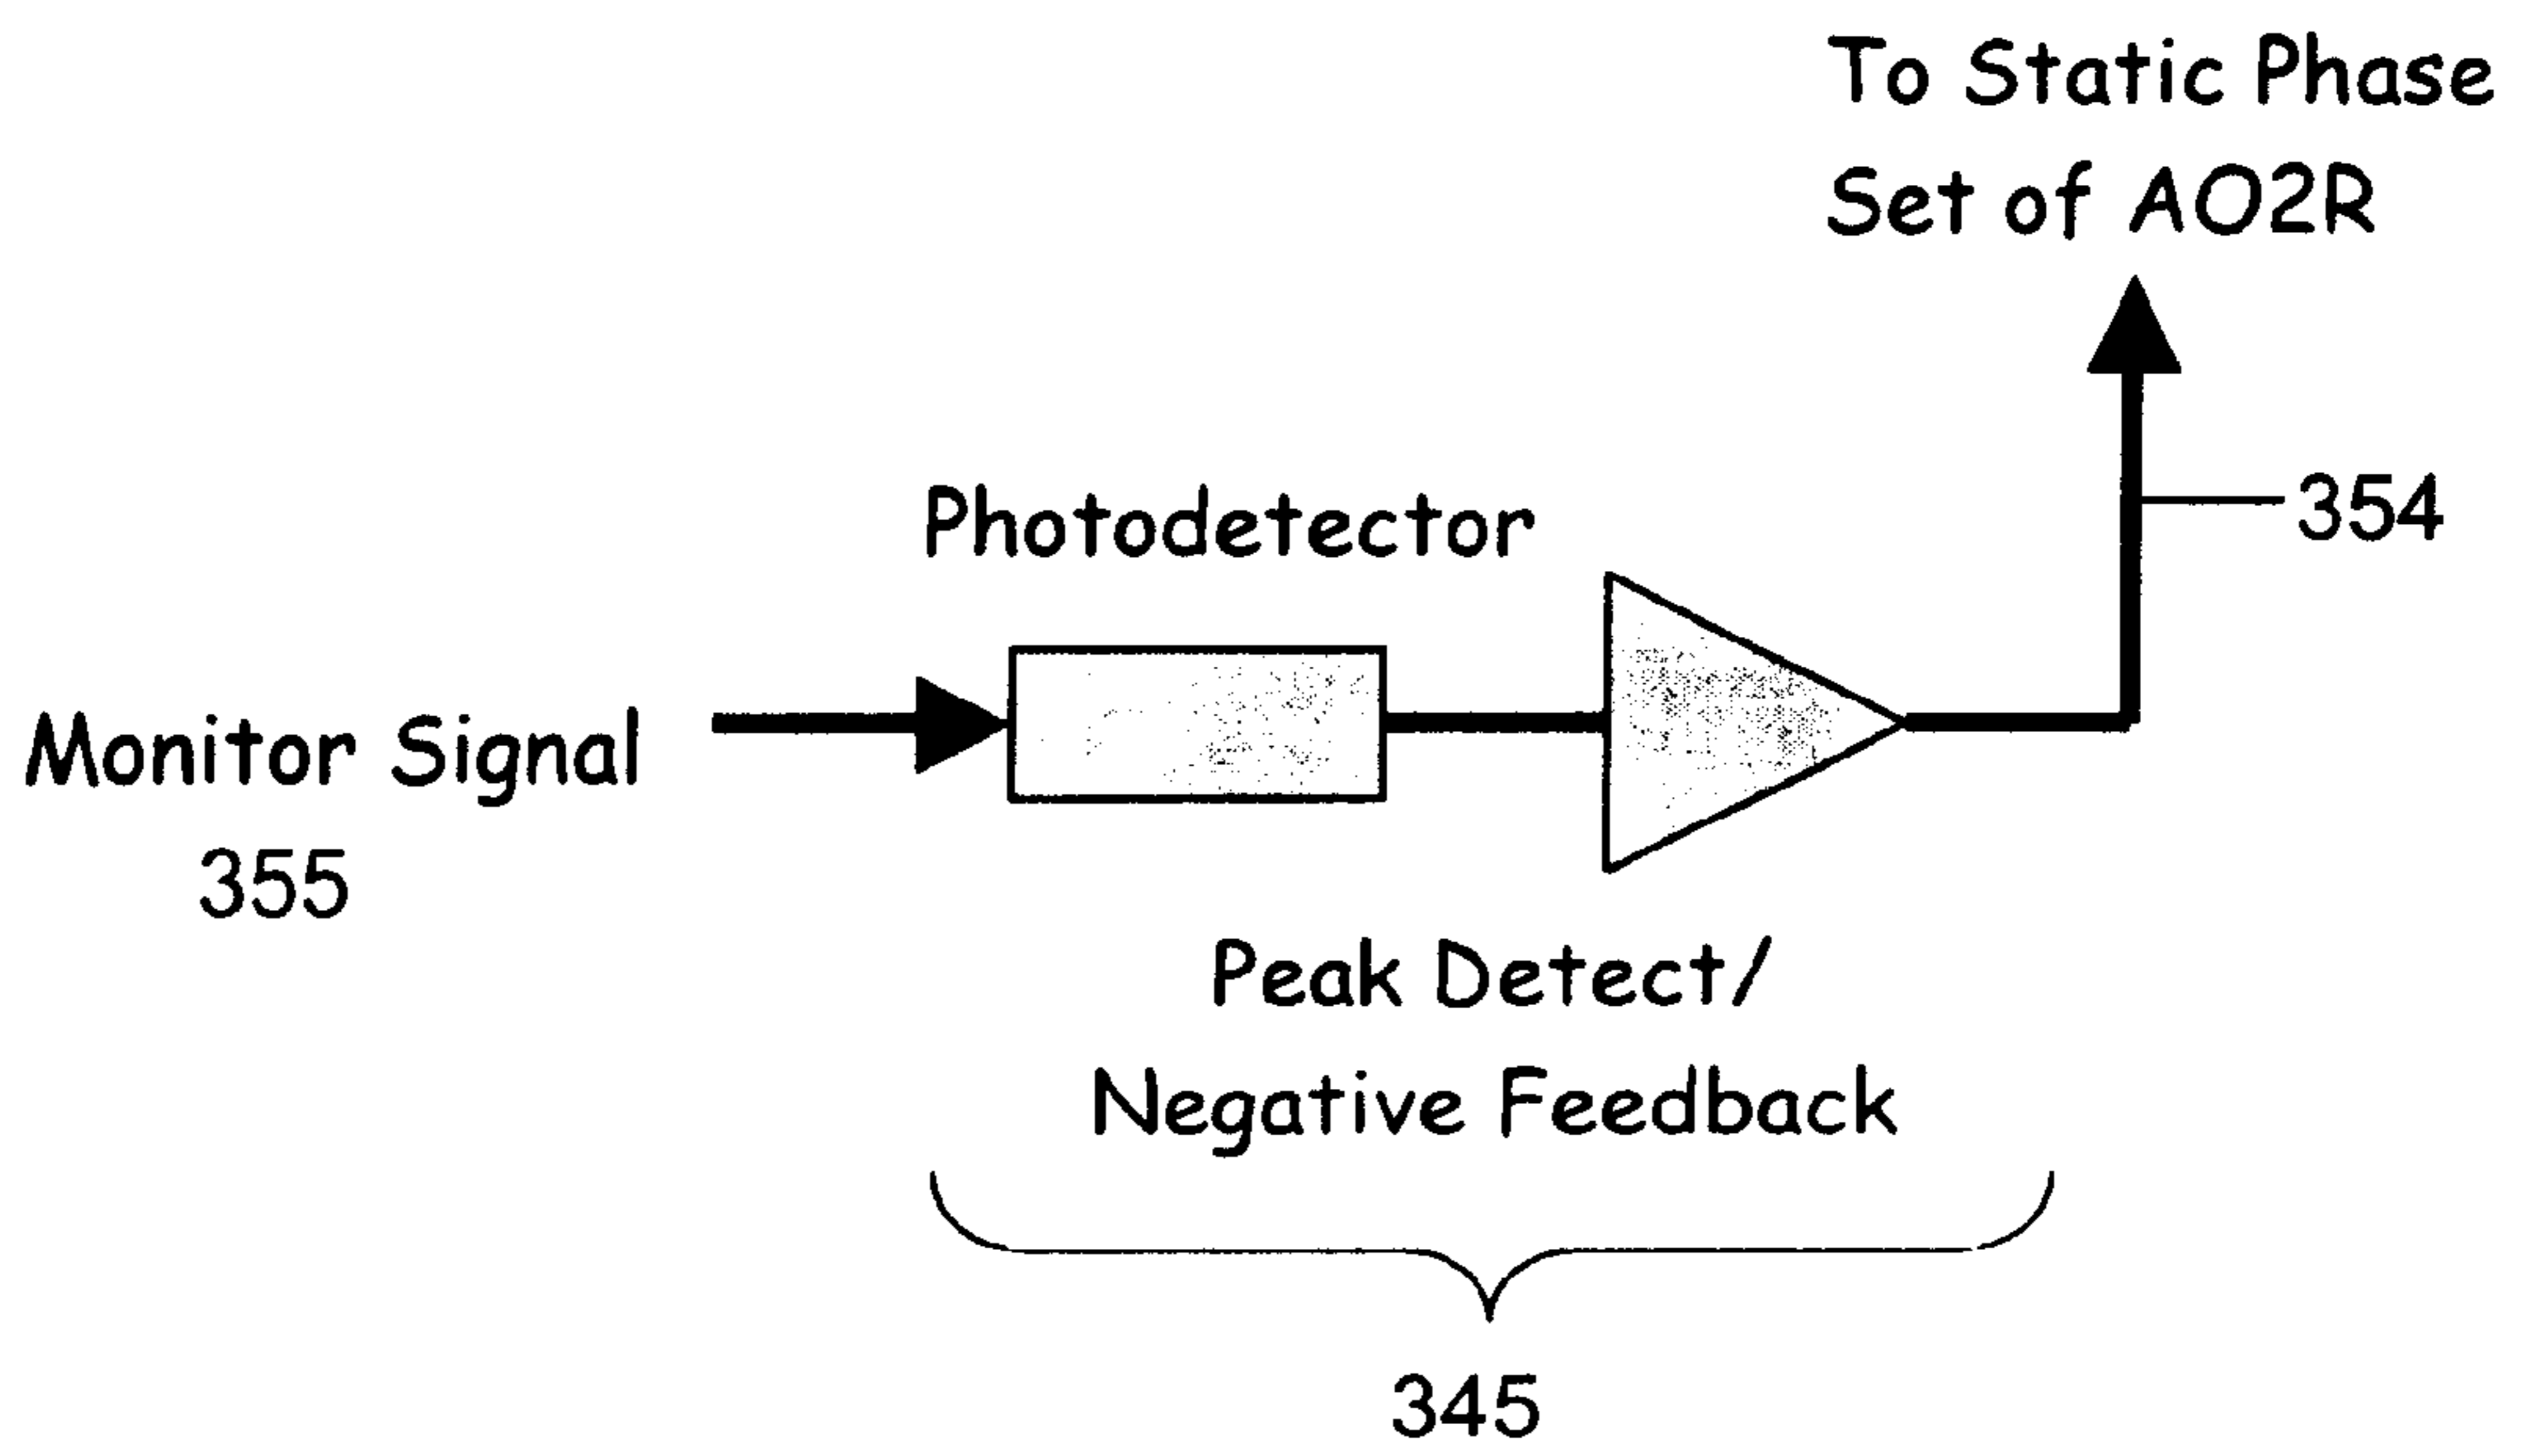 To Static Phase
Set of AO2R
354
Photodetector
Monitor Signal
355
Peak Detect/
Negative Feedback
345